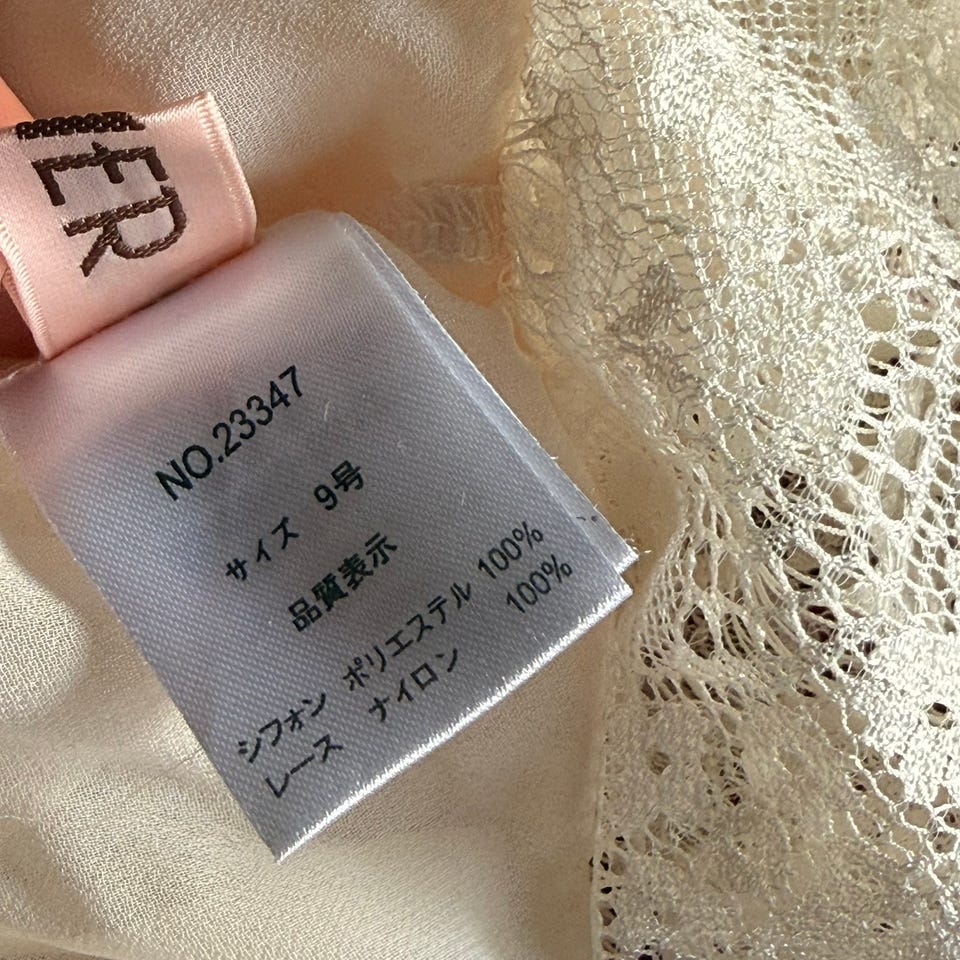 ER
NO.23347
サイズ 9号
品質表示
シフォン ポリエステル 100%
レース ナイロン 100%